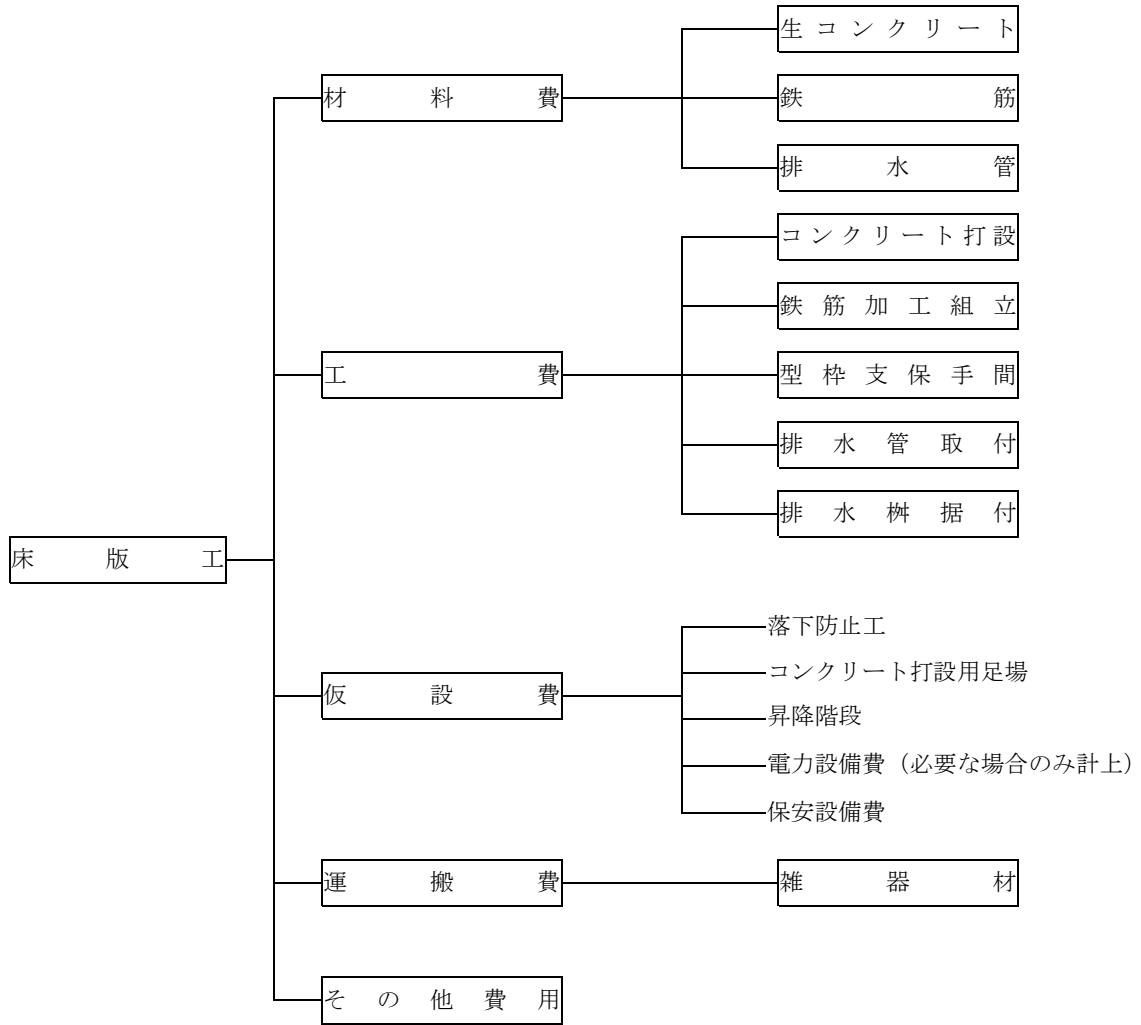 床版工
材料費
生コンクリート
鉄筋
排水管
工費
コンクリート打設
鉄筋加工組立
型枠支保手間
排水管取付
排水桝据付
仮設費
落下防止工
コンクリート打設用足場
昇降階段
電力設備費（必要な場合のみ計上）
保安設備費
運搬費
雑器材
その他費用